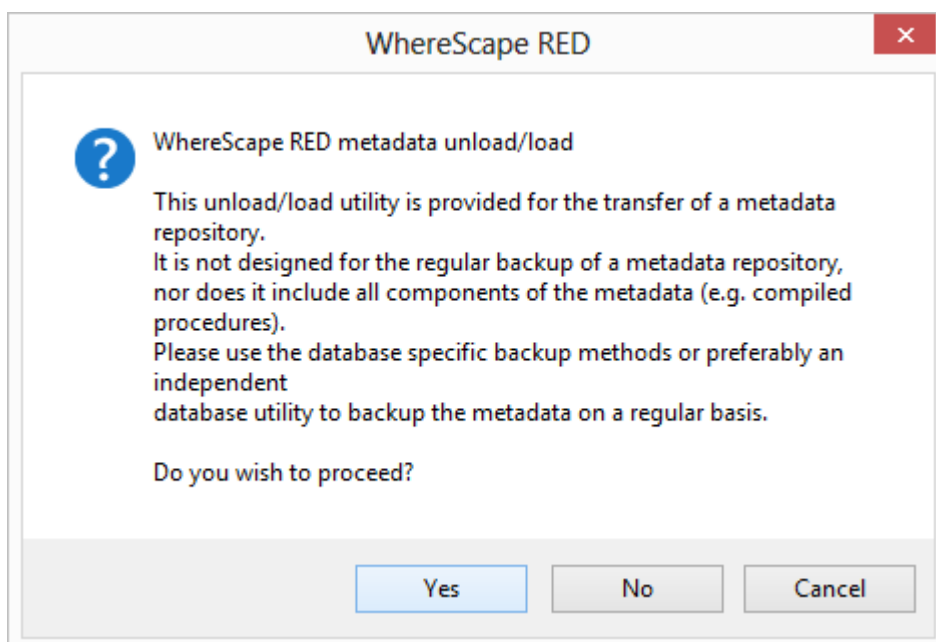 WhereScape RED
WhereScape RED metadata unload/load
This unload/load utility is provided for the transfer of a metadata
repository.
It is not designed for the regular backup of a metadata repository,
nor does it include all components of the metadata (e.g. compiled
procedures).
Please use the database specific backup methods or preferably an
independent
database utility to backup the metadata on a regular basis.
Do you wish to proceed?
Yes No Cancel